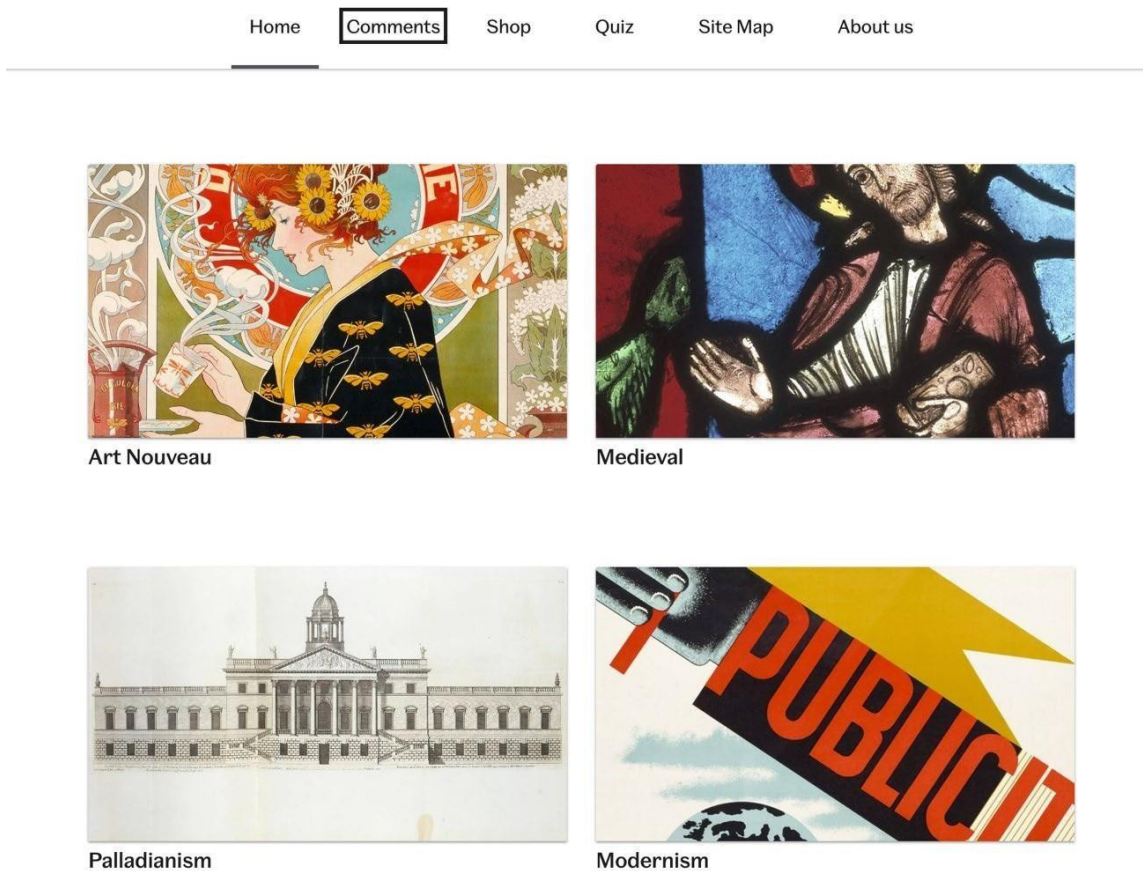 Home Comments Shop Quiz Site Map About us
Art Nouveau
Medieval
PUBLICIT
Palladianism
Modernism